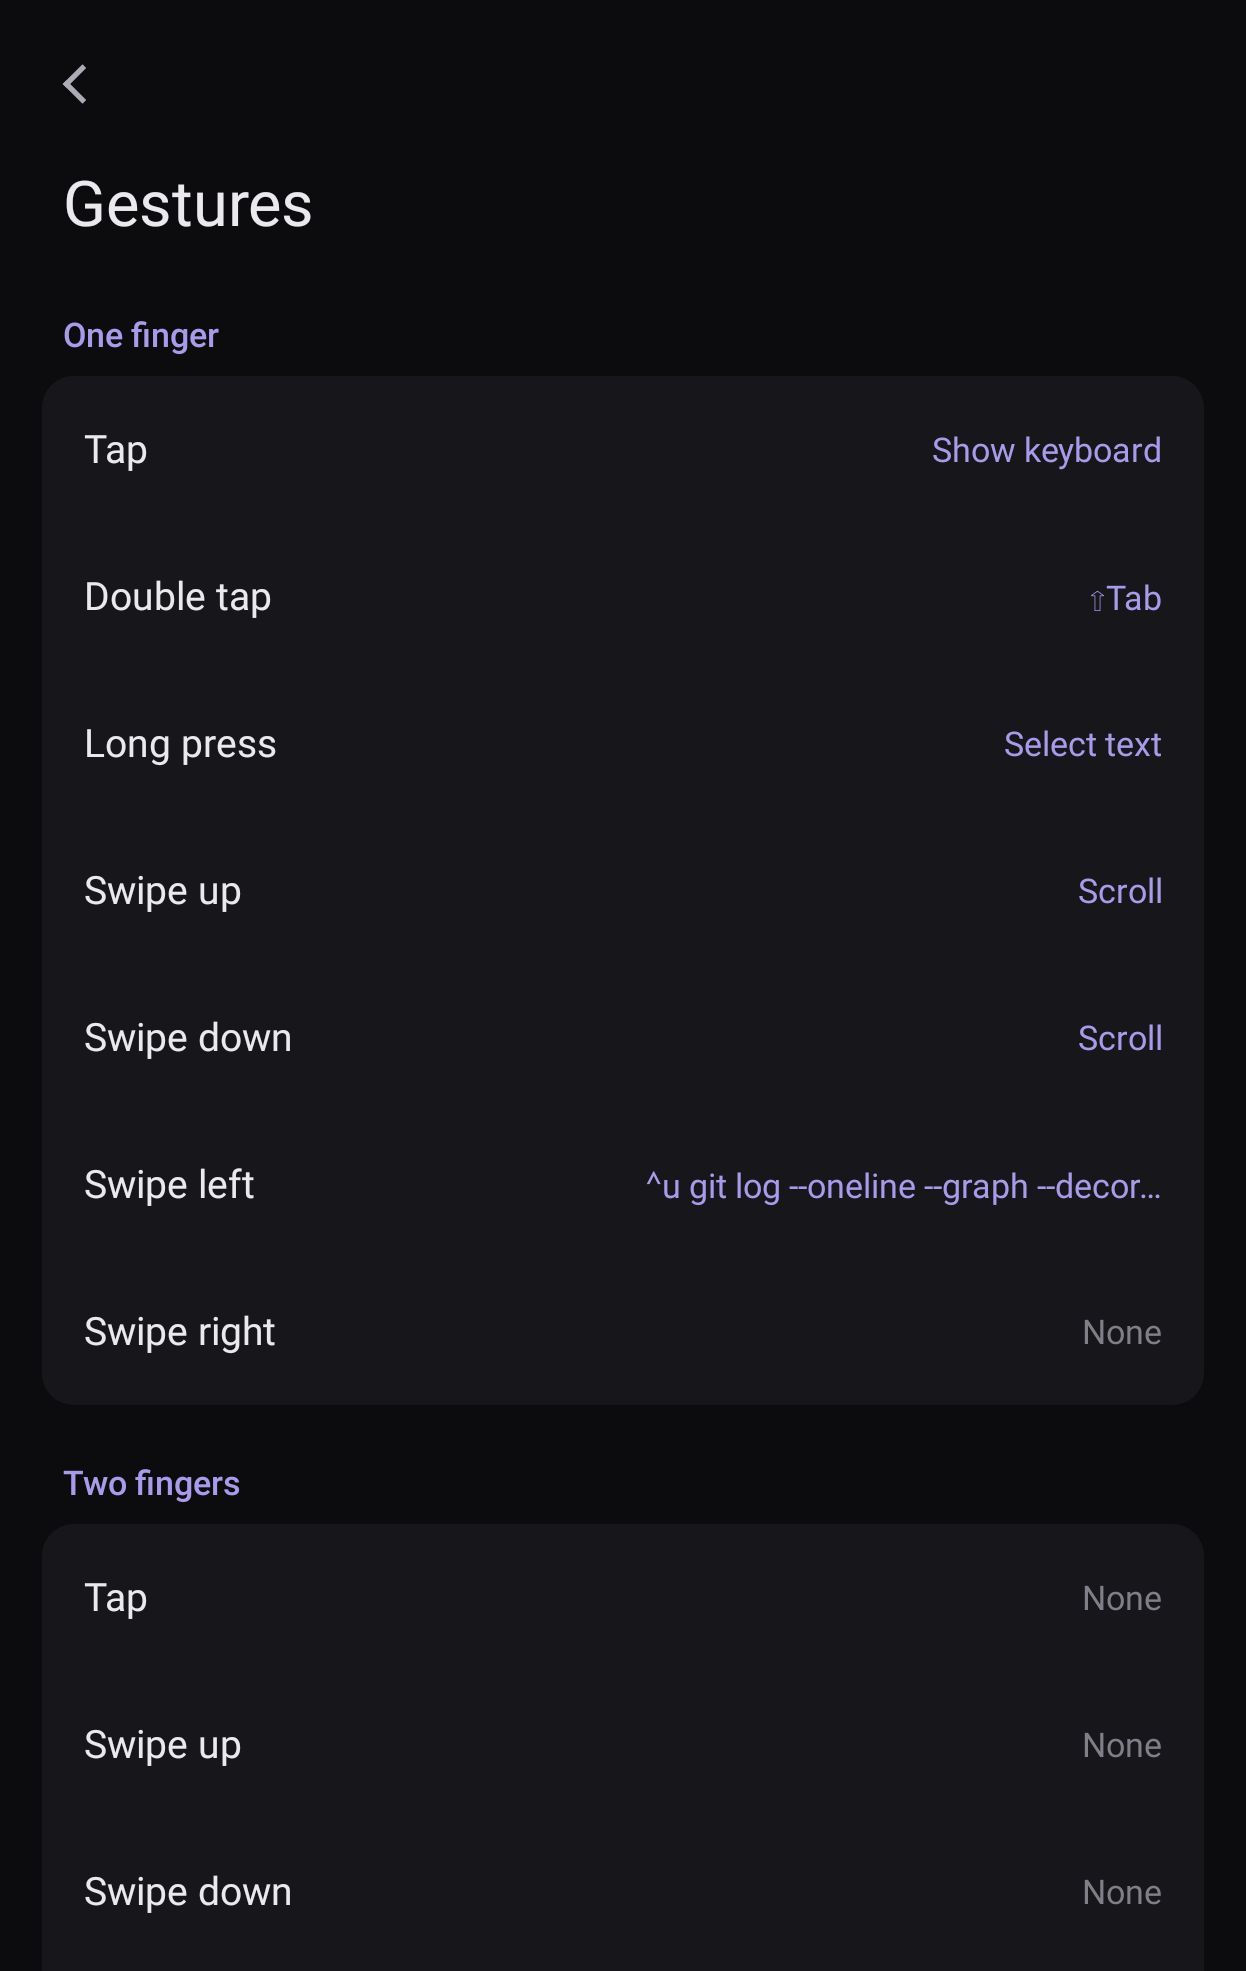 Gestures
One finger
Tap Show keyboard
Double tap ⇧Tab
Long press Select text
Swipe up Scroll
Swipe down Scroll
Swipe left ^u git log --oneline --graph --decor…
Swipe right None
Two fingers
Tap None
Swipe up None
Swipe down None